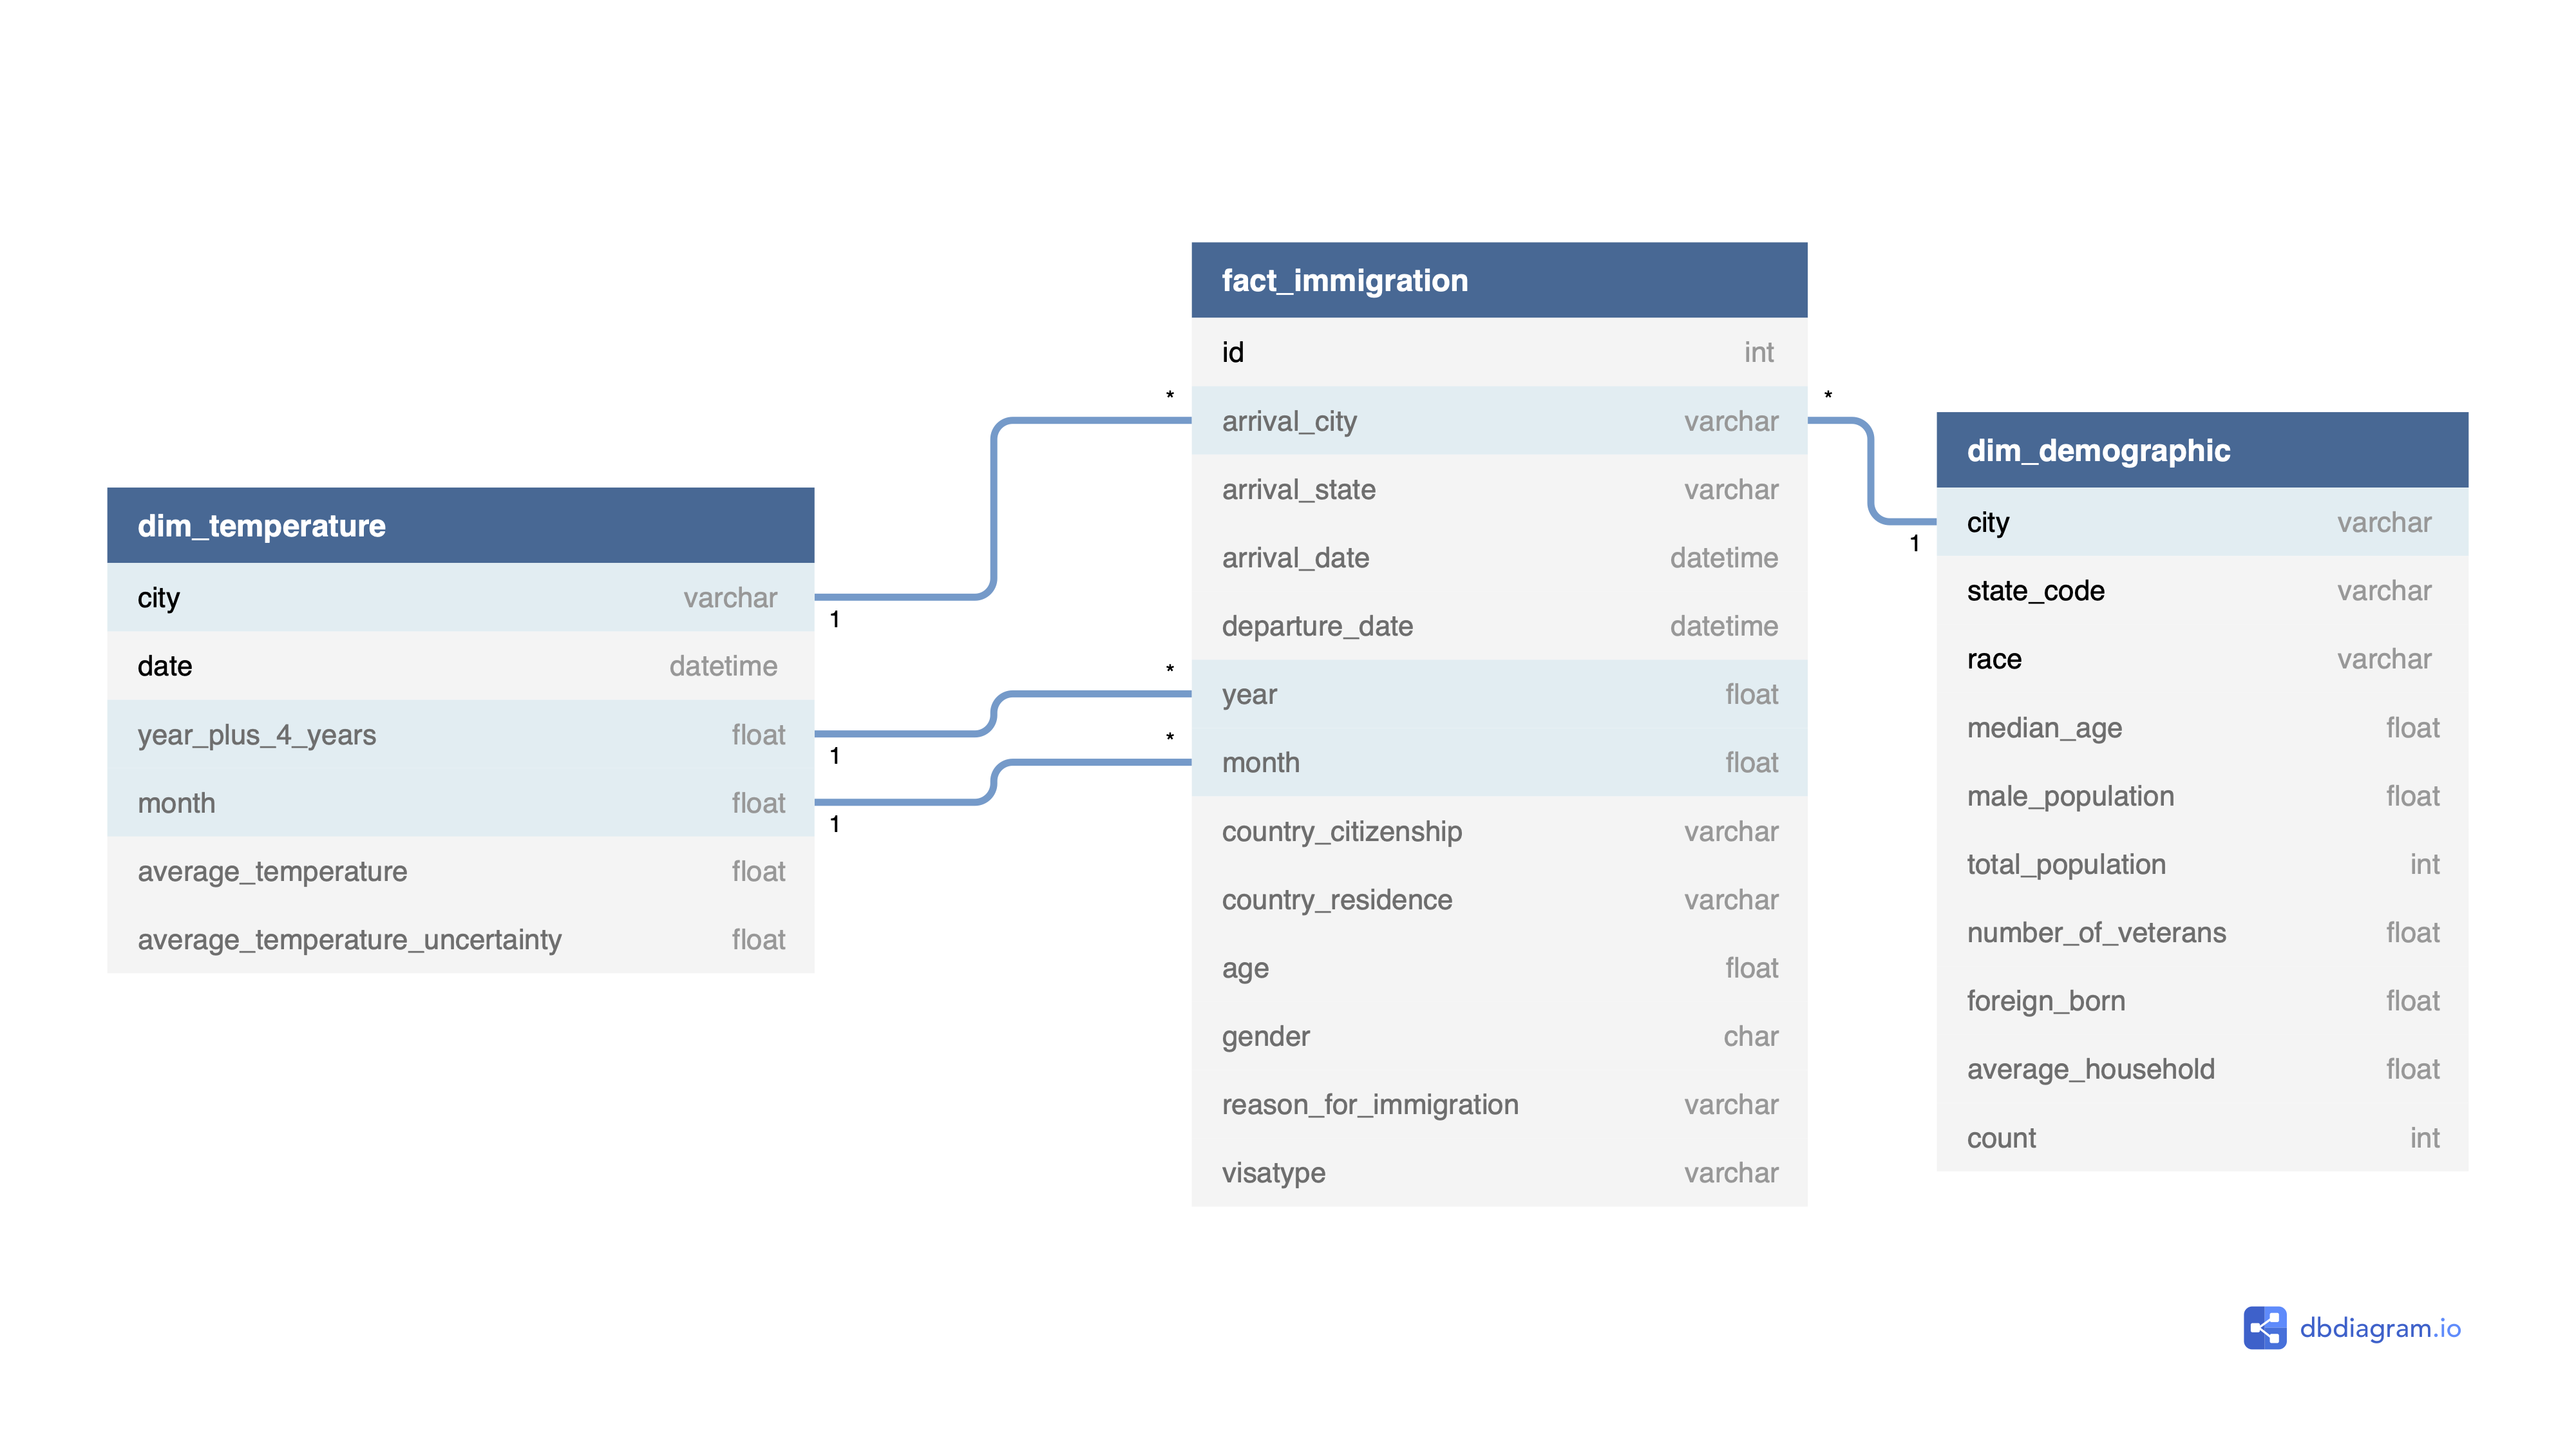 fact_immigration
id int
* arrival_city varchar *
arrival_state varchar
arrival_date datetime
departure_date datetime
* year float
* month float
country_citizenship varchar
country_residence varchar
age float
gender char
reason_for_immigration varchar
visatype varchar
dim_temperature
city varchar
1
date datetime
year_plus_4_years float
1
month float
1
average_temperature float
average_temperature_uncertainty float
dim_demographic
city varchar
1
state_code varchar
race varchar
median_age float
male_population float
total_population int
number_of_veterans float
foreign_born float
average_household float
count int
dbdiagram.io